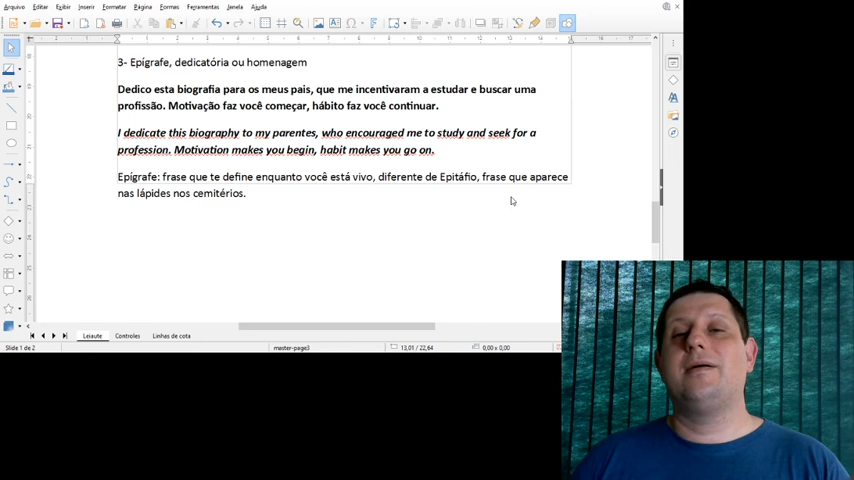 Arquivo Editar Exibir Inserir Formatar Página Formas Ferramentas Janela Ajuda
3- Epígrafe, dedicatória ou homenagem
Dedico esta biografia para os meus pais, que me incentivaram a estudar e buscar uma
profissão. Motivação faz você começar, hábito faz você continuar.
I dedicate this biography to my parentes, who encouraged me to study and seek for a
profession. Motivation makes you begin, habit makes you go on.
Epígrafe: frase que te define enquanto você está vivo, diferente de Epitáfio, frase que aparece
nas lápides nos cemitérios.
Leiaute Controles Linhas de cota
Slide 1 de 2 master-page3 13,01 / 22,64 0,00 x 0,00